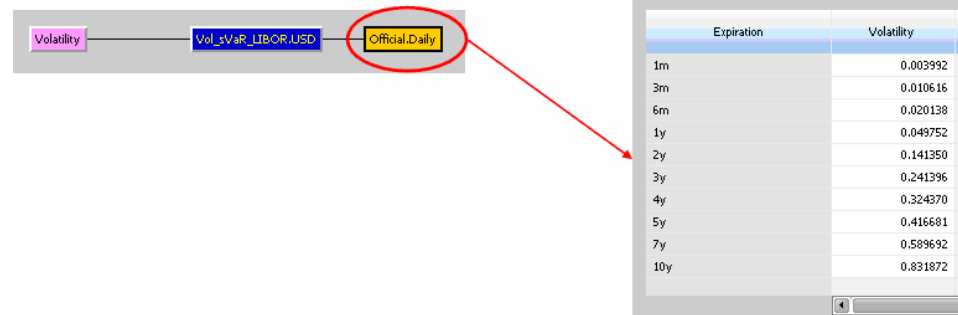 Volatility Vol_sVaR_LIBOR.USD Official.Daily
Expiration Volatility
1m 0.003992
3m 0.010616
6m 0.020138
1y 0.049752
2y 0.141350
3y 0.241396
4y 0.324370
5y 0.416681
7y 0.589692
10y 0.831872